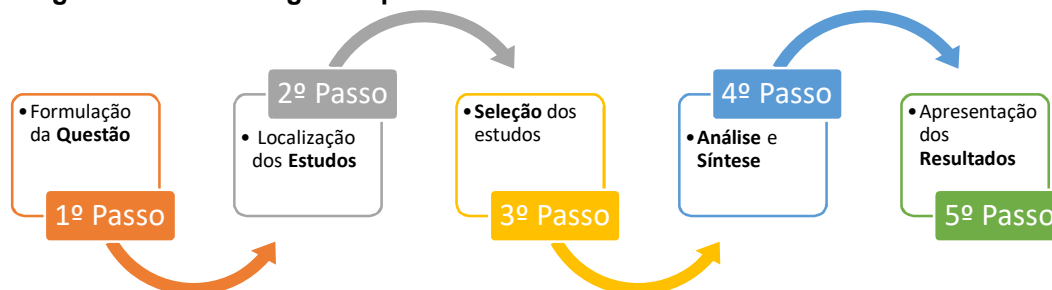 • Formulação
da Questão
1º Passo
2º Passo
• Localização
dos Estudos
• Seleção dos
estudos
3º Passo
4º Passo
• Análise e
Síntese
• Apresentação
dos
Resultados
5º Passo